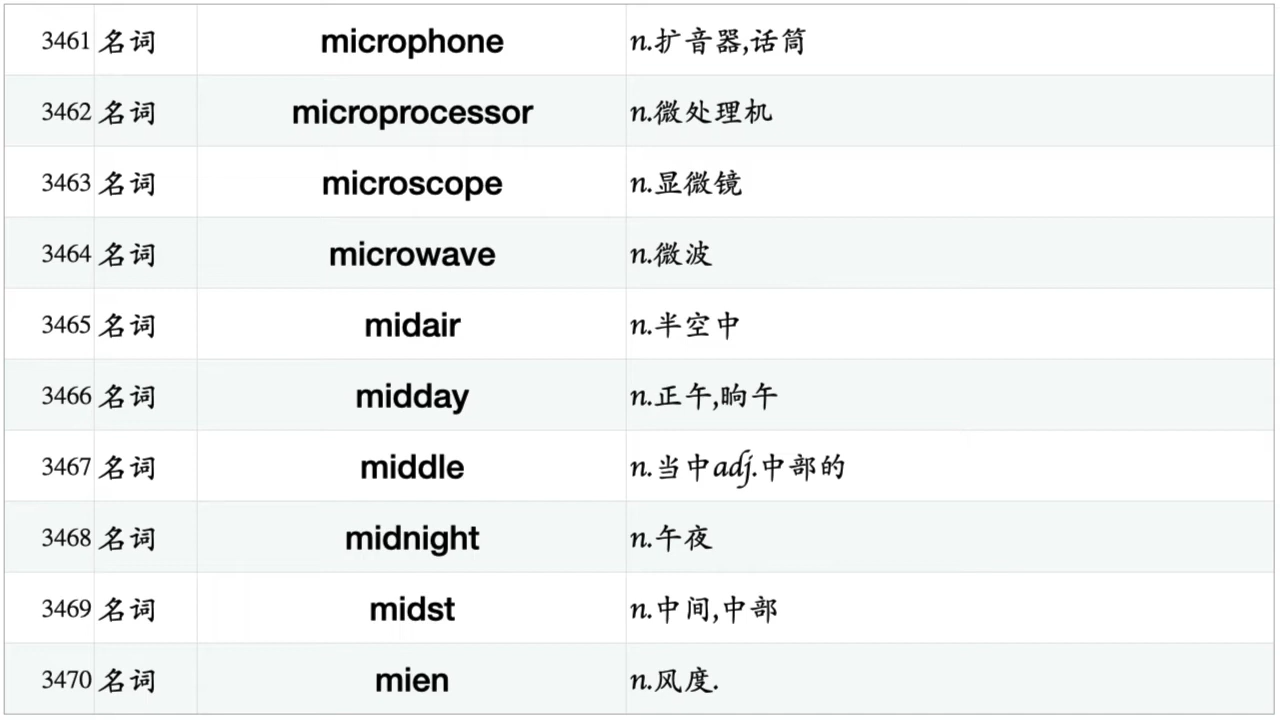 3461 名词 microphone n.扩音器,话筒
3462 名词 microprocessor n.微处理机
3463 名词 microscope n.显微镜
3464 名词 microwave n.微波
3465 名词 midair n.半空中
3466 名词 midday n.正午,晌午
3467 名词 middle n.当中adj.中部的
3468 名词 midnight n.午夜
3469 名词 midst n.中间,中部
3470 名词 mien n.风度.